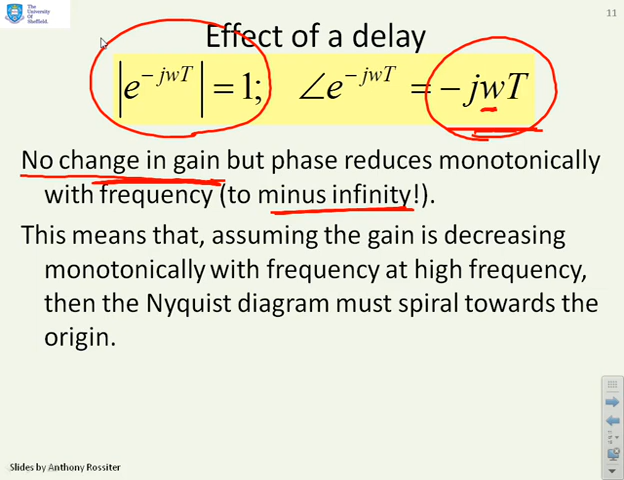 The
University
Of
Sheffield.
11
Effect of a delay
|e^{-jwT}| = 1; ∠e^{-jwT} = -jwT
No change in gain but phase reduces monotonically
with frequency (to minus infinity!).
This means that, assuming the gain is decreasing
monotonically with frequency at high frequency,
then the Nyquist diagram must spiral towards the
origin.
Slides by Anthony Rossiter